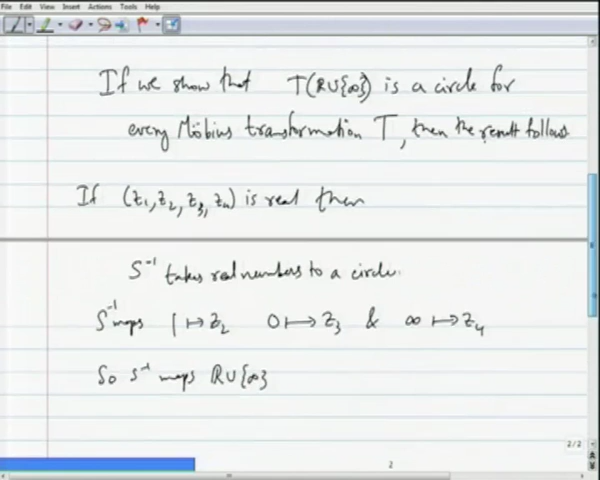 File Edit View Insert Actions Tools Help
If we show that T(ℝ∪{∞}) is a circle for
every Möbius transformation T, then the result follows
If (z₁, z₂, z₃, z₄) is real then
S⁻¹ takes real numbers to a circle.
S⁻¹ maps 1 ↦ z₂ 0 ↦ z₃ & ∞ ↦ z₄
So S⁻¹ maps ℝ∪{∞}
2/2
2